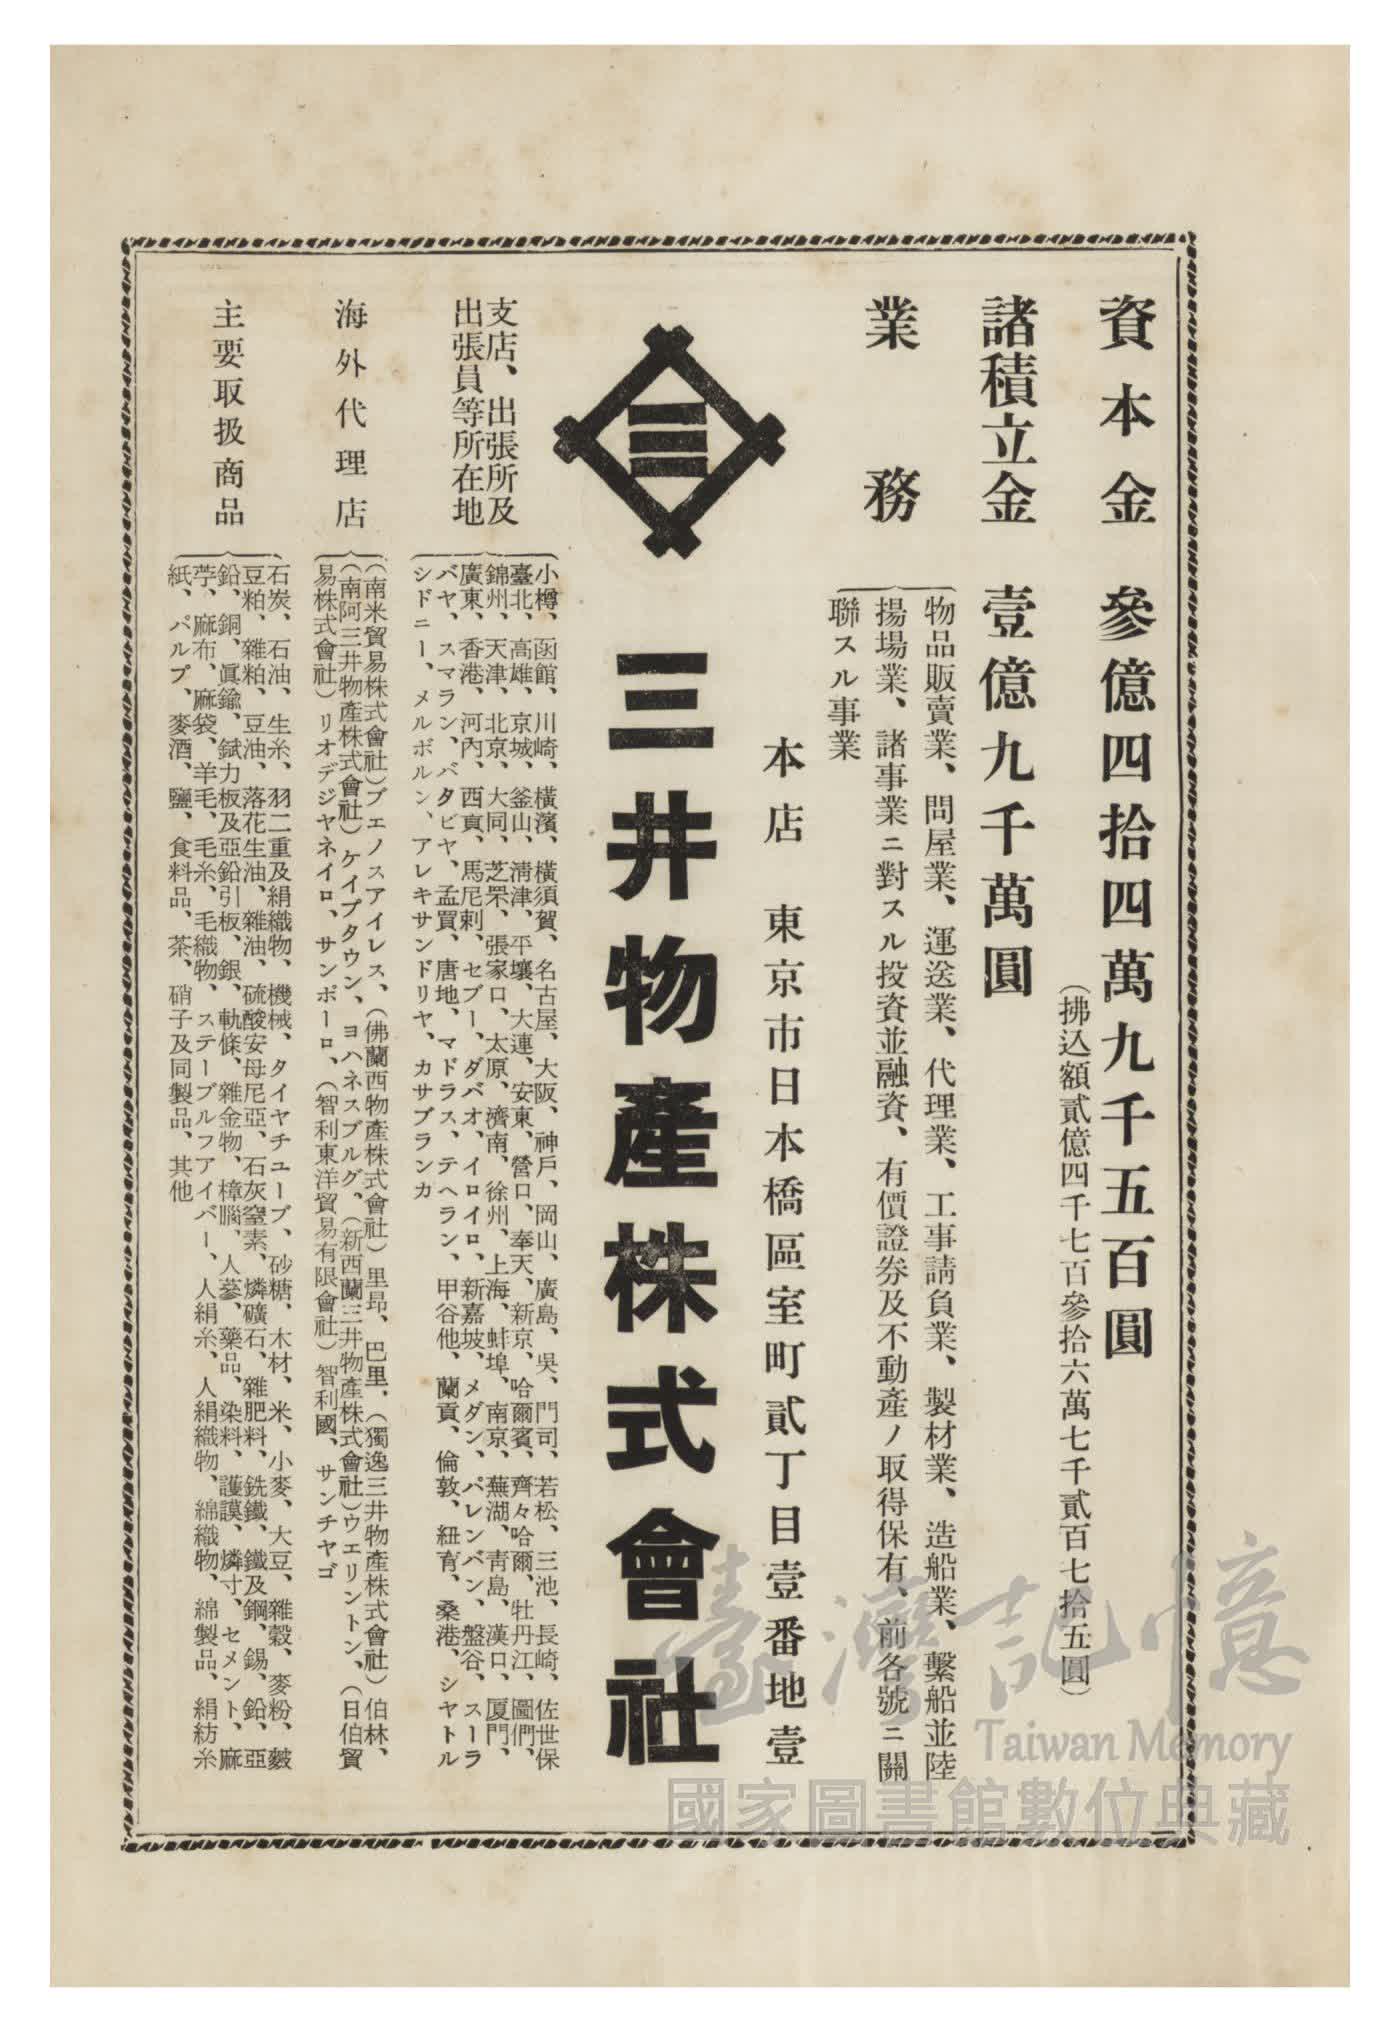 資本金 參億四拾四萬九千五百圓
（拂込額貳億四千七百參拾六萬七千貳百七拾五圓）
諸積立金 壹億九千萬圓
業務
物品販賣業、問屋業、運送業、代理業、工事請負業、製材業、造船業、繫船並陸
揚場業、諸事業ニ對スル投資並融資、有價證券及不動產ノ取得保有、前各號ニ關
聯スル事業
本店 東京市日本橋區室町貳丁目壹番地壹
三井物產株式會社
支店、出張所及
出張員等所在地
小樽、函館、川崎、橫濱、橫須賀、名古屋、大阪、神戶、岡山、廣島、吳、門司、若松、三池、長崎、佐世保
臺北、高雄、京城、釜山、淸津、平壤、大連、安東、營口、奉天、新京、哈爾賓、齊々哈爾、牡丹江、圖們、
錦州、天津、北京、大同、芝罘、張家口、太原、濟南、徐州、上海、蚌埠、南京、蕪湖、靑島、漢口、厦門、
廣東、香港、河內、西貢、馬尼剌、セブー、ダバオ、イロイロ、新嘉坡、メダン、パレンバン、盤谷、スーラ
バヤ、スマラン、バタビヤ、孟買、唐地、マドラス、テヘラン、甲谷他、蘭貢、倫敦、紐育、桑港、シヤトル
シドニー、メルボルン、アレキサンドリヤ、カサブランカ
海外代理店
（南米貿易株式會社）ブエノスアイレス、（佛蘭西物產株式會社）里昂、巴里、（獨逸三井物產株式會社）伯林、
（南阿三井物產株式會社）ケイプタウン、ヨハネスブルグ、（新西蘭三井物產株式會社）ウエリントン、（日伯貿
易株式會社）リオデジヤネイロ、サンポーロ、（智利東洋貿易有限會社）智利國、サンチヤゴ
主要取扱商品
石炭、石油、生糸、羽二重及絹織物、機械、タイヤチユーブ、砂糖、木材、米、小麥、大豆、雜穀、麥粉、麩
豆粕、雜粕、豆油、落花生油、雜油、硫酸安母尼亞、石灰窒素、燐礦石、雜肥料、銑鐵、鐵及鋼、錫、鉛、亞
鉛、銅、眞鍮、錻力板及亞鉛引板、銀、軌條、雜金物、樟腦、人蔘、藥品、染料、護謨、燐寸、セメント、麻
苧、麻布、麻袋、羊毛、毛糸、毛織物、ステープルフアイバー、人絹糸、人絹織物、綿織物、綿製品、絹紡糸
紙、パルプ、麥酒、鹽、食料品、茶、硝子及同製品、其他
臺灣記憶
Taiwan Memory
國家圖書館數位典藏